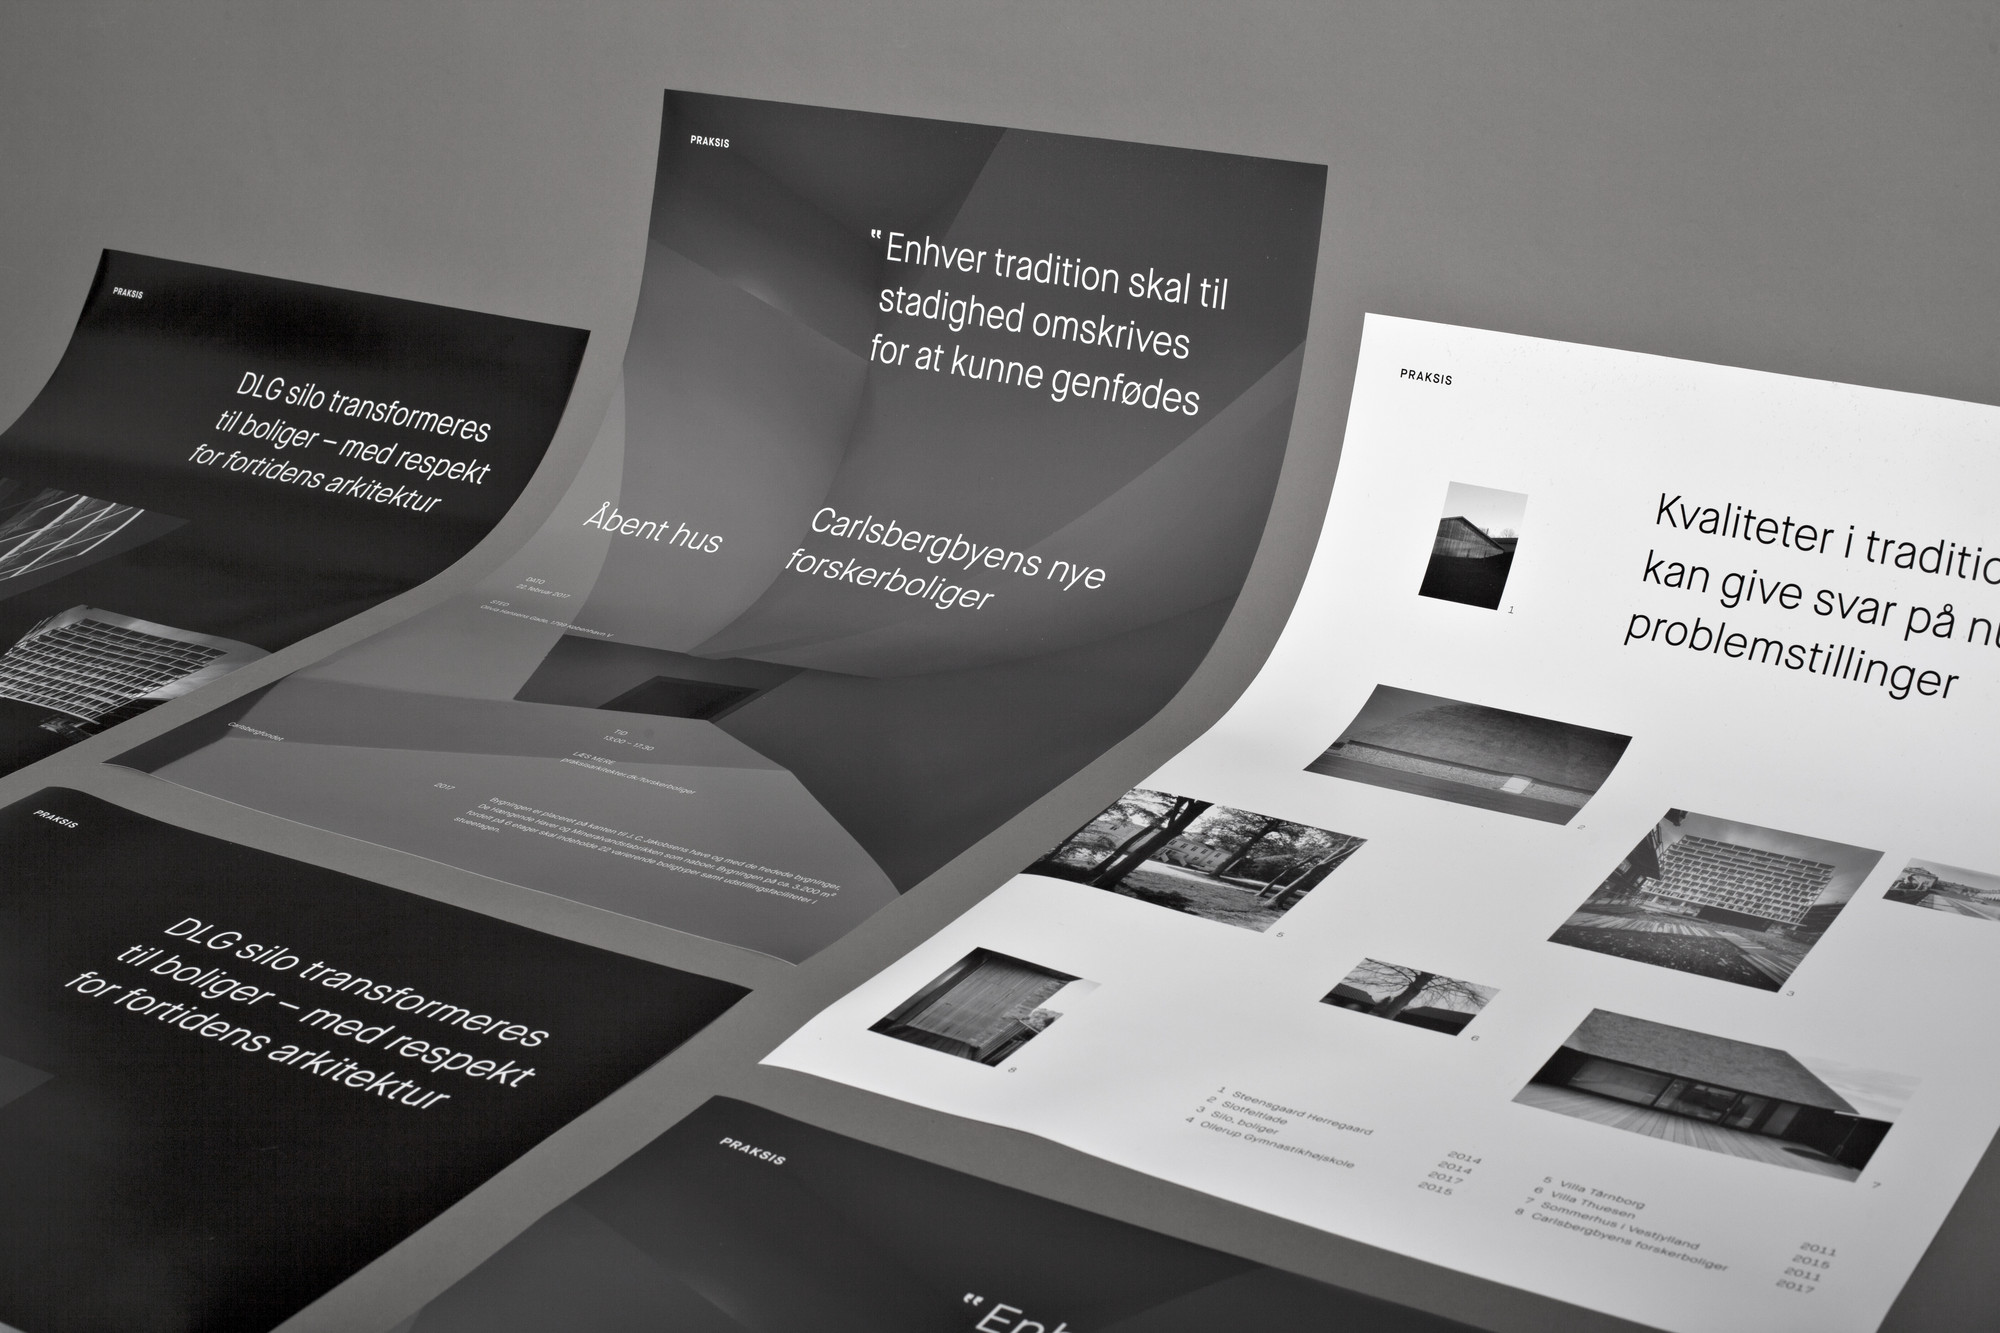 PRAKSIS
DLG silo transformeres
til boliger – med respekt
for fortidens arkitektur
PRAKSIS
"Enhver tradition skal til
stadighed omskrives
for at kunne genfødes
Åbent hus
Carlsbergbyens nye
forskerboliger
DATO
22. februar 2017
STED
Olivia Hansens Gade, 1799 København V
Carlsbergfondet
TID
13:00 – 17:30
LÆS MERE
praksisarkitekter.dk/forskerboliger
2017
Bygningen er placeret på kanten til J.C. Jakobsens have og med de fredede bygninger,
De Hængende Haver og Mineralvandsfabrikken som naboer. Bygningen på ca. 3.200 m²
fordelt på 6 etager skal indeholde 22 varierende boligtyper samt udstillingsfaciliteter i
stueetagen.
PRAKSIS
Kvaliteter i traditio
kan give svar på nu
problemstillinger
1
2
5
3
6
8
7
1 Steensgaard Herregaard
2 Slotfeltlade
3 Silo, boliger
4 Ollerup Gymnastikhøjskole
2014
2014
2017
2015
5 Villa Tårnborg
6 Villa Thuesen
7 Sommerhus i Vestjylland
8 Carlsbergbyens forskerboliger
2011
2015
2011
2017
PRAKSIS
DLG silo transformeres
til boliger – med respekt
for fortidens arkitektur
PRAKSIS
"Enh